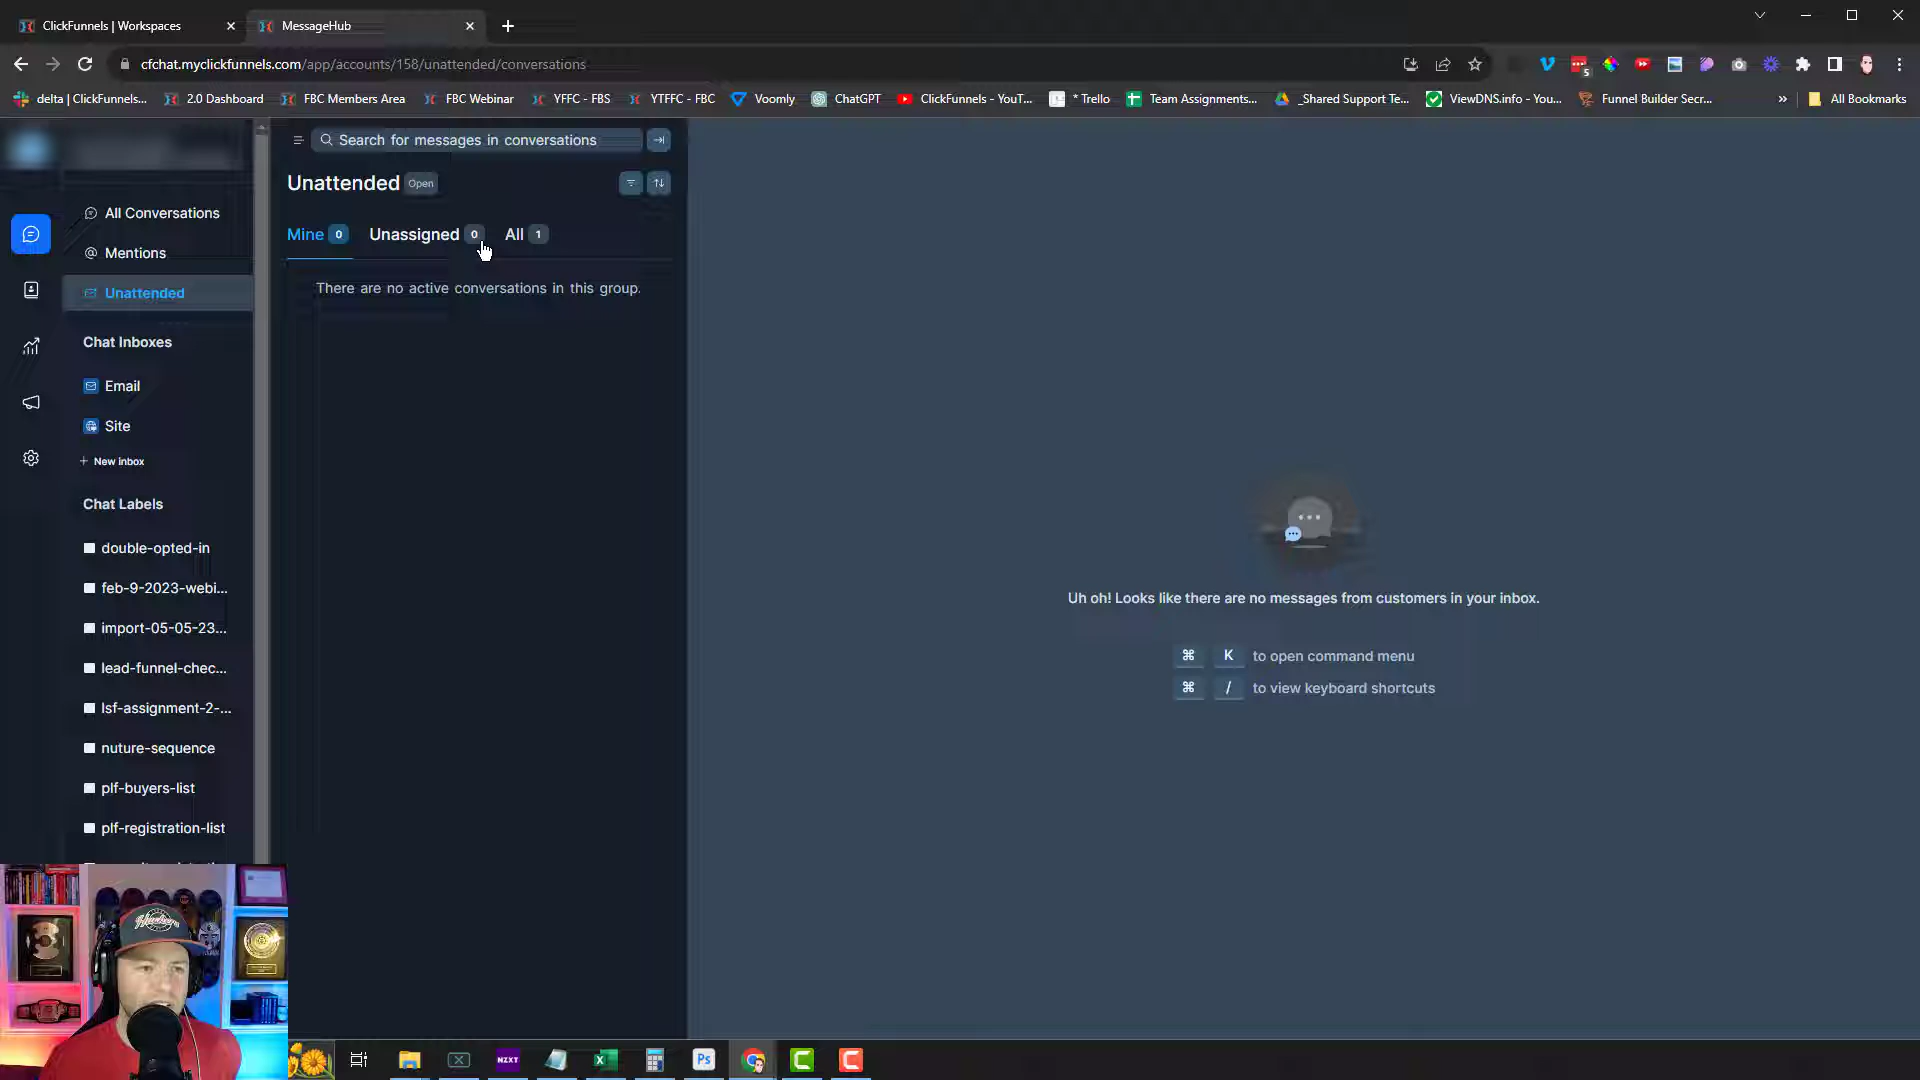 ClickFunnels | Workspaces
MessageHub
cfchat.myclickfunnels.com/app/accounts/158/unattended/conversations
5
delta | ClickFunnels...
2.0 Dashboard
FBC Members Area
FBC Webinar
YFFC - FBS
YTFFC - FBC
Voomly
ChatGPT
ClickFunnels - YouT...
* Trello
Team Assignments...
_Shared Support Te...
ViewDNS.info - You...
Funnel Builder Secr...
»
All Bookmarks
Search for messages in conversations
Unattended Open
Mine 0 Unassigned 0 All 1
There are no active conversations in this group.
All Conversations
Mentions
Unattended
Chat Inboxes
Email
Site
+ New inbox
Chat Labels
double-opted-in
feb-9-2023-webi...
import-05-05-23...
lead-funnel-chec...
lsf-assignment-2-...
nuture-sequence
plf-buyers-list
plf-registration-list
Uh oh! Looks like there are no messages from customers in your inbox.
⌘ K to open command menu
⌘ / to view keyboard shortcuts
NZXT
Ps